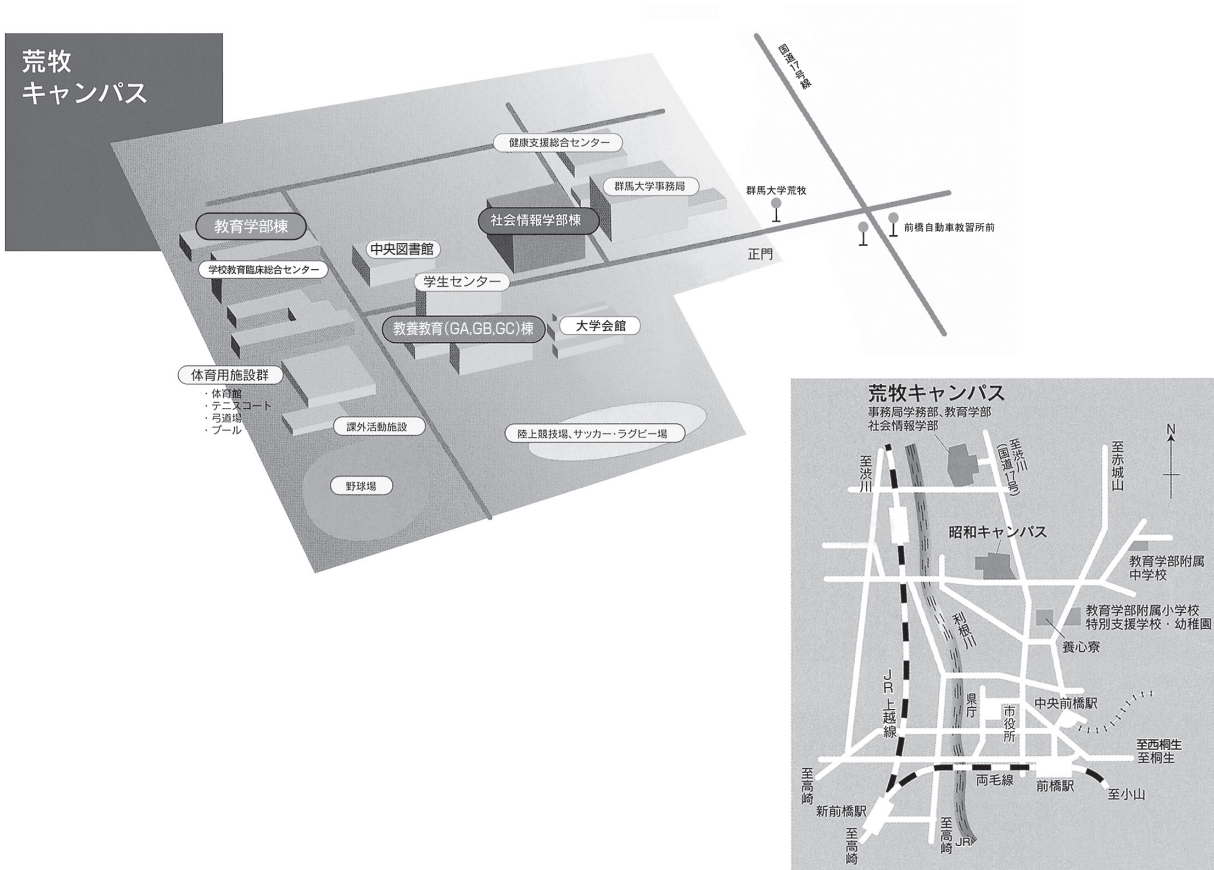 荒牧
キャンパス
国道17号線
健康支援総合センター
群馬大学事務局
群馬大学荒牧
前橋自動車教習所前
正門
教育学部棟
社会情報学部棟
中央図書館
学校教育臨床総合センター
学生センター
教養教育(GA,GB,GC)棟
大学会館
体育用施設群
・体育館
・テニスコート
・弓道場
・プール
課外活動施設
陸上競技場、サッカー・ラグビー場
野球場
荒牧キャンパス
事務局学務部、教育学部
社会情報学部
至渋川
至渋川
(国道17号)
至赤城山
N
昭和キャンパス
教育学部附属
中学校
教育学部附属小学校
特別支援学校・幼稚園
養心寮
利根川
JR上越線
県庁
市役所
中央前橋駅
至西桐生
至桐生
至高崎
両毛線
前橋駅
至小山
新前橋駅
至高崎
至高崎
JR